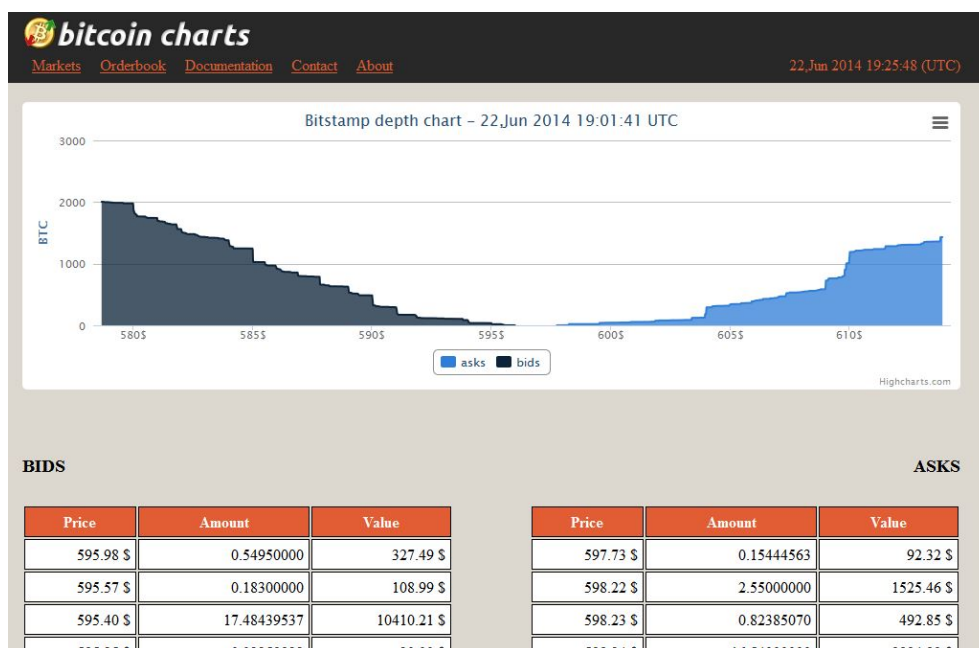 bitcoin charts
Markets Orderbook Documentation Contact About 22,Jun 2014 19:25:48 (UTC)
Bitstamp depth chart – 22,Jun 2014 19:01:41 UTC
3000
2000
1000
0
BTC
580$ 585$ 590$ 595$ 600$ 605$ 610$
asks bids
Highcharts.com
BIDS ASKS
Price Amount Value Price Amount Value
595.98 $ 0.54950000 327.49 $ 597.73 $ 0.15444563 92.32 $
595.57 $ 0.18300000 108.99 $ 598.22 $ 2.55000000 1525.46 $
595.40 $ 17.48439537 10410.21 $ 598.23 $ 0.82385070 492.85 $